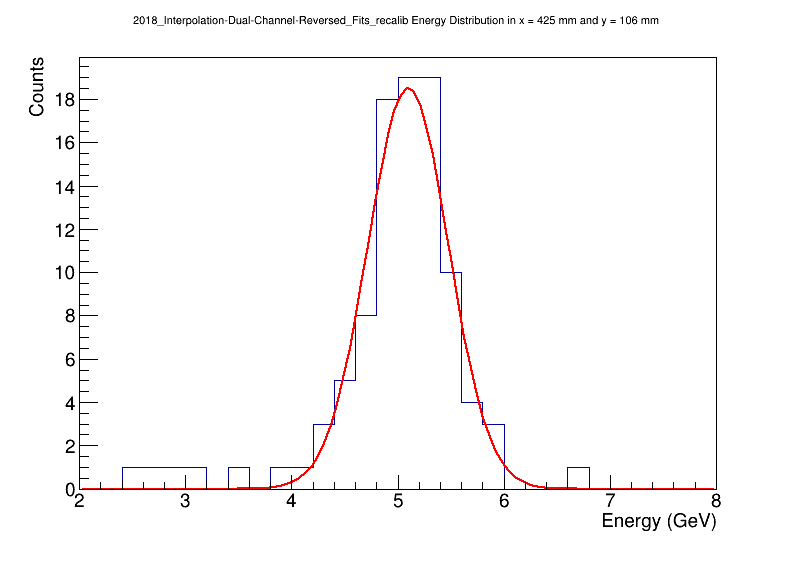 2018_Interpolation-Dual-Channel-Reversed_Fits_recalib Energy Distribution in x = 425 mm and y = 106 mm
Counts
18
16
14
12
10
8
6
4
2
0
2 3 4 5 6 7 8
Energy (GeV)